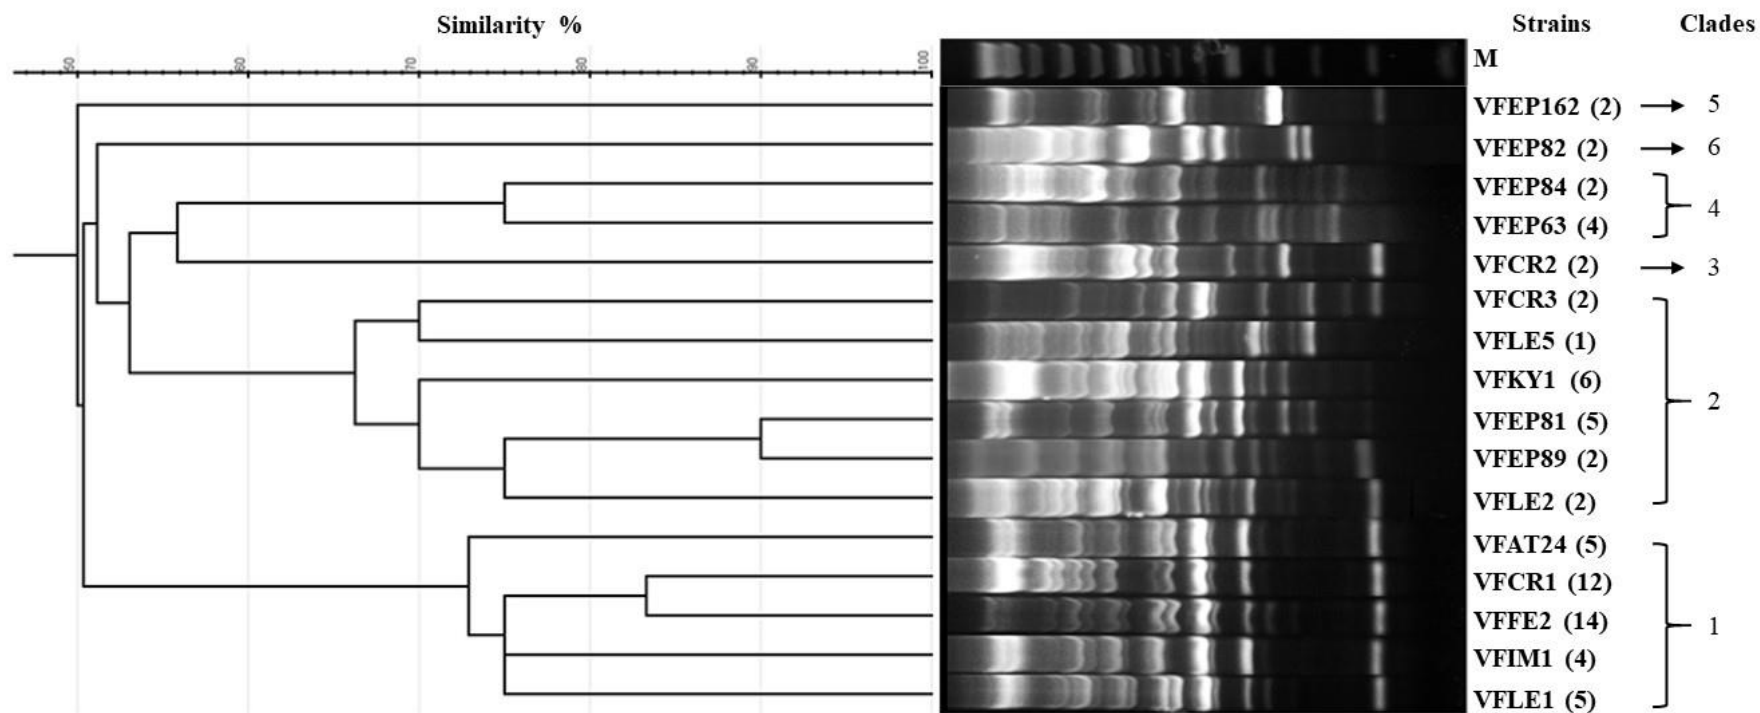 Similarity %
Strains
Clades
50
60
70
80
90
100
M
VFEP162 (2)
5
VFEP82 (2)
6
VFEP84 (2)
VFEP63 (4)
4
VFCR2 (2)
3
VFCR3 (2)
VFLE5 (1)
VFKY1 (6)
VFEP81 (5)
2
VFEP89 (2)
VFLE2 (2)
VFAT24 (5)
VFCR1 (12)
VFFE2 (14)
1
VFIM1 (4)
VFLE1 (5)